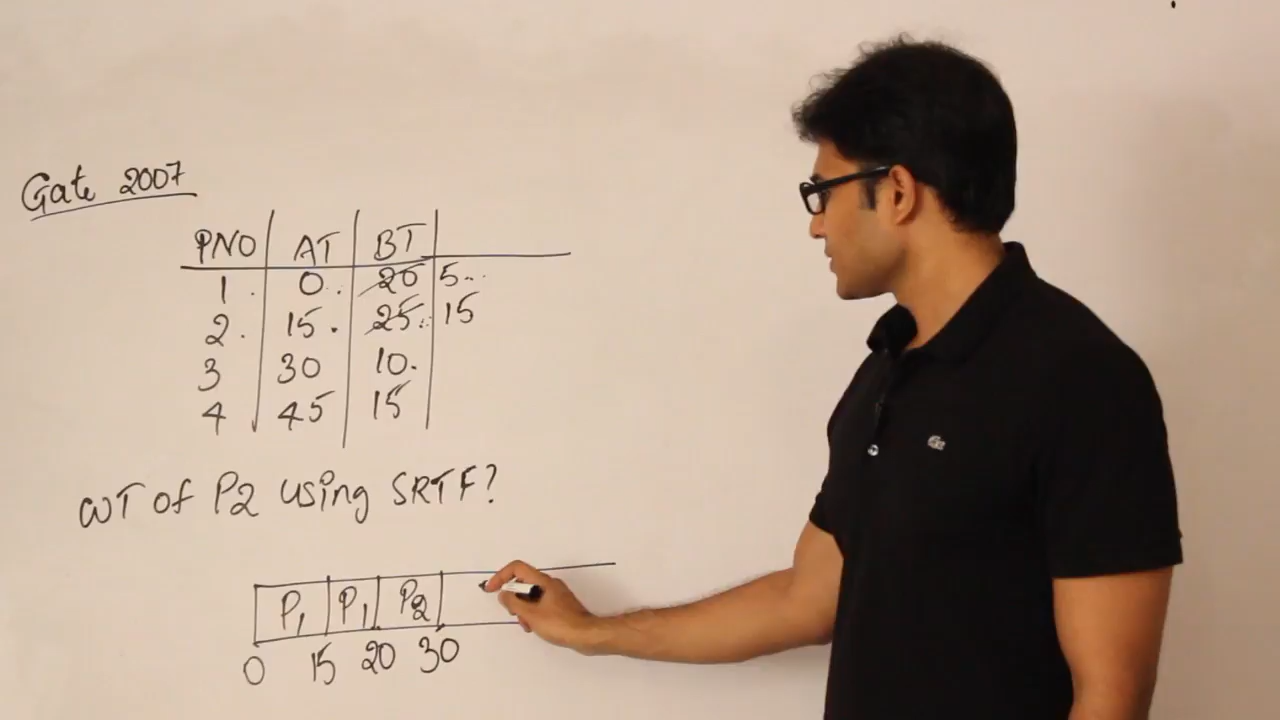 Gate 2007
PNO AT BT
1 0 20 5
2 15 25 15
3 30 10
4 45 15
WT of P2 using SRTF?
P1 P1 P2
0 15 20 30